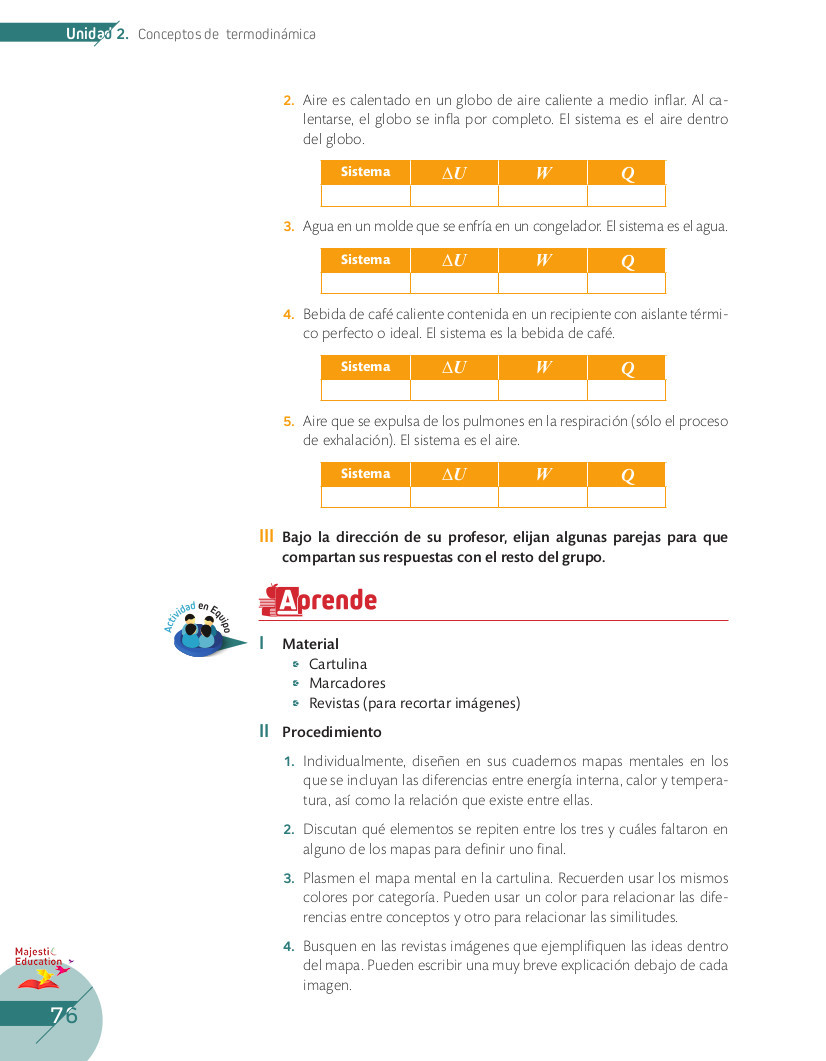 Unidad 2. Conceptos de termodinámica
2. Aire es calentado en un globo de aire caliente a medio inflar. Al ca-
lentarse, el globo se infla por completo. El sistema es el aire dentro
del globo.
Sistema ΔU W Q
3. Agua en un molde que se enfría en un congelador. El sistema es el agua.
Sistema ΔU W Q
4. Bebida de café caliente contenida en un recipiente con aislante térmi-
co perfecto o ideal. El sistema es la bebida de café.
Sistema ΔU W Q
5. Aire que se expulsa de los pulmones en la respiración (sólo el proceso
de exhalación). El sistema es el aire.
Sistema ΔU W Q
III Bajo la dirección de su profesor, elijan algunas parejas para que
compartan sus respuestas con el resto del grupo.
Aprende
Actividad en Equipo
I Material
Cartulina
Marcadores
Revistas (para recortar imágenes)
II Procedimiento
1. Individualmente, diseñen en sus cuadernos mapas mentales en los
que se incluyan las diferencias entre energía interna, calor y tempera-
tura, así como la relación que existe entre ellas.
2. Discutan qué elementos se repiten entre los tres y cuáles faltaron en
alguno de los mapas para definir uno final.
3. Plasmen el mapa mental en la cartulina. Recuerden usar los mismos
colores por categoría. Pueden usar un color para relacionar las dife-
rencias entre conceptos y otro para relacionar las similitudes.
4. Busquen en las revistas imágenes que ejemplifiquen las ideas dentro
del mapa. Pueden escribir una muy breve explicación debajo de cada
imagen.
Majestic
Education
76